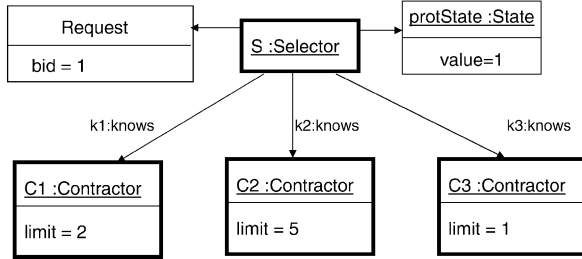 Request
bid = 1
S :Selector
protState :State
value=1
k1:knows
k2:knows
k3:knows
C1 :Contractor
limit = 2
C2 :Contractor
limit = 5
C3 :Contractor
limit = 1